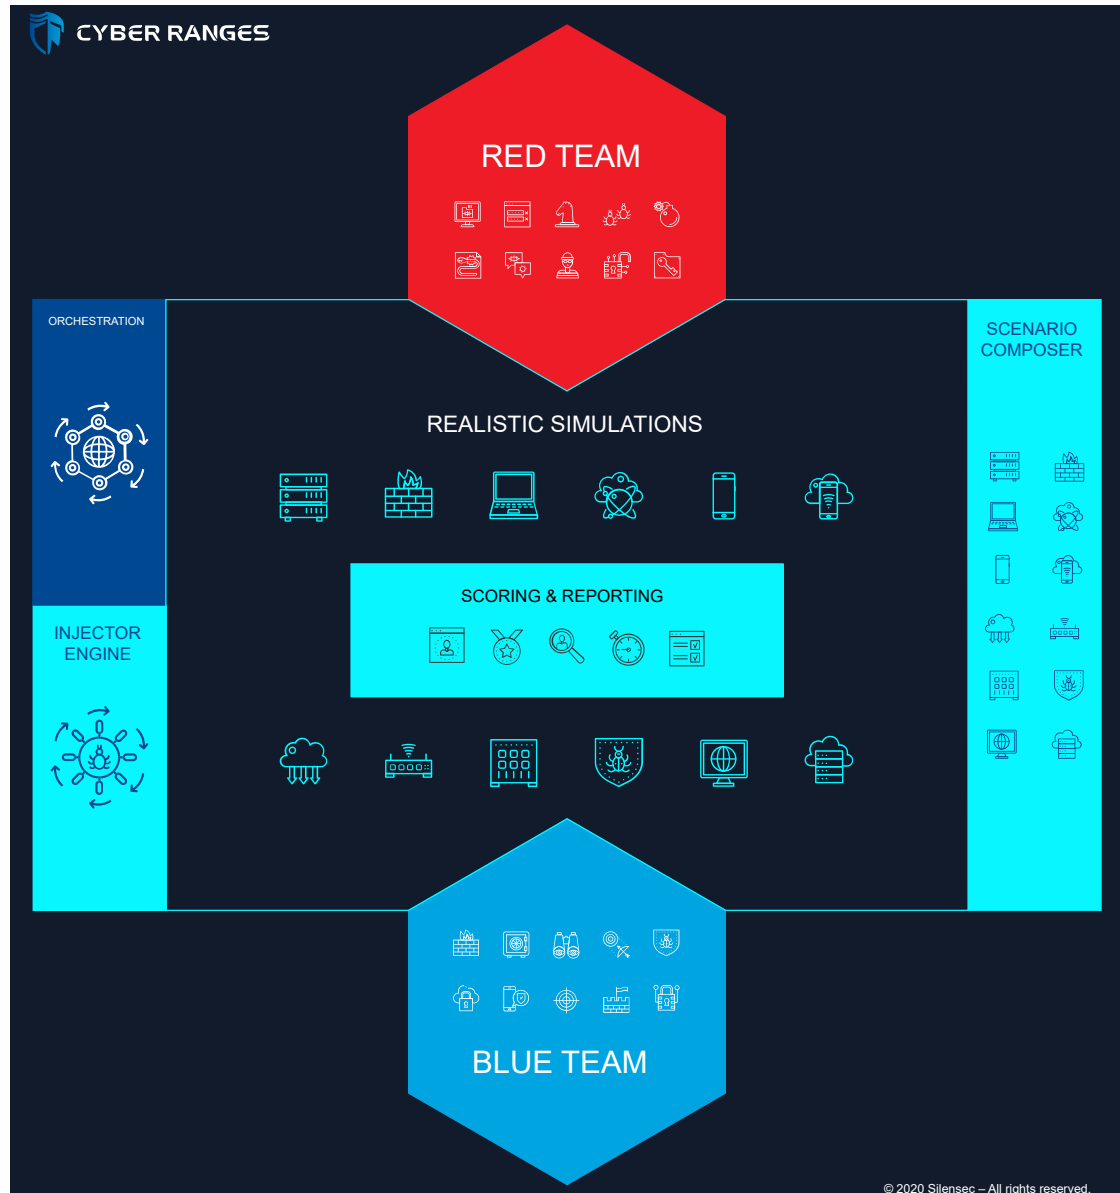 CYBER RANGES
RED TEAM
ORCHESTRATION
SCENARIO
COMPOSER
REALISTIC SIMULATIONS
SCORING & REPORTING
INJECTOR
ENGINE
BLUE TEAM
© 2020 Silensec – All rights reserved.